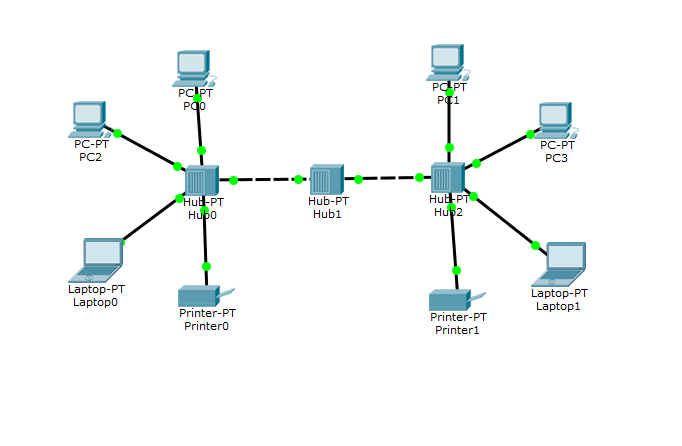 PC-PT
PC0
PC-PT
PC1
PC-PT
PC2
PC-PT
PC3
Hub-PT
Hub0
Hub-PT
Hub1
Hub-PT
Hub2
Laptop-PT
Laptop0
Printer-PT
Printer0
Printer-PT
Printer1
Laptop-PT
Laptop1